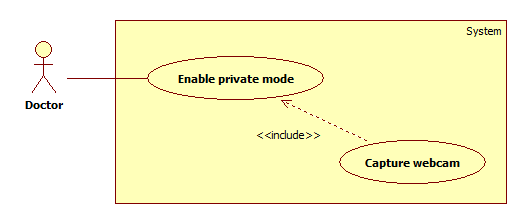 System
Enable private mode
Doctor
<<include>>
Capture webcam